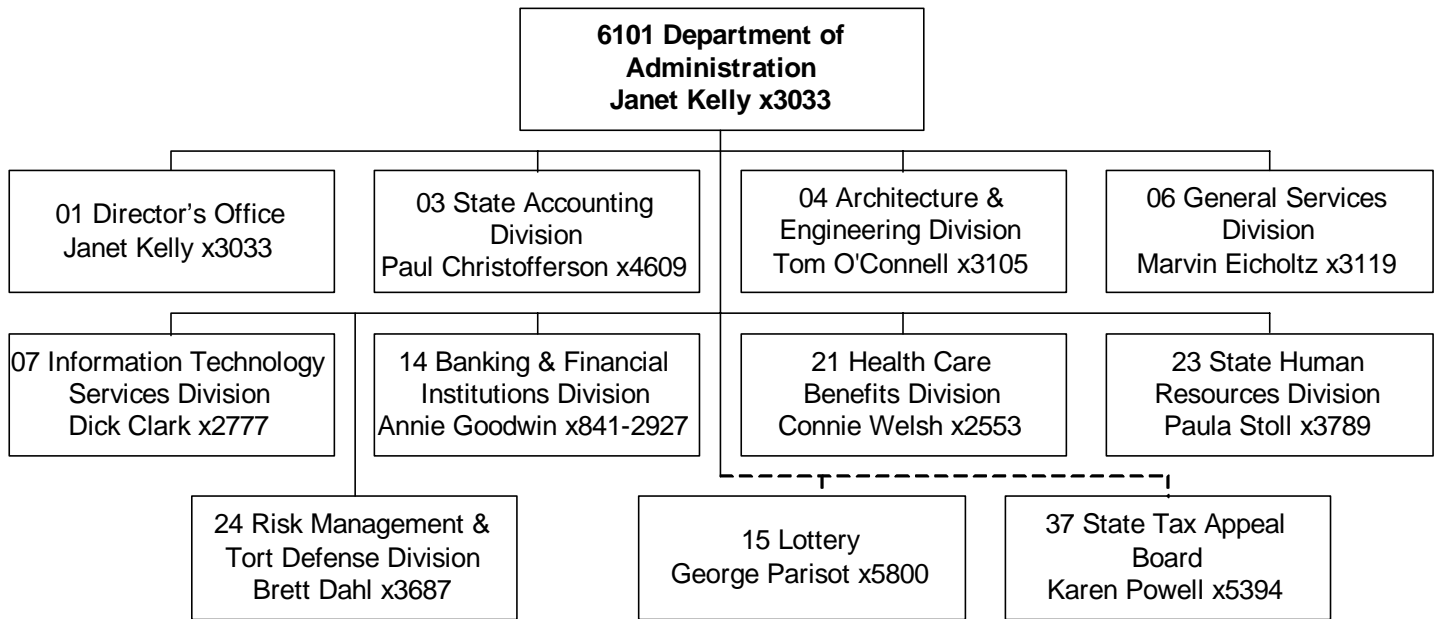 6101 Department of
Administration
Janet Kelly x3033
01 Director's Office
Janet Kelly x3033
03 State Accounting
Division
Paul Christofferson x4609
04 Architecture &
Engineering Division
Tom O'Connell x3105
06 General Services
Division
Marvin Eicholtz x3119
07 Information Technology
Services Division
Dick Clark x2777
14 Banking & Financial
Institutions Division
Annie Goodwin x841-2927
21 Health Care
Benefits Division
Connie Welsh x2553
23 State Human
Resources Division
Paula Stoll x3789
24 Risk Management &
Tort Defense Division
Brett Dahl x3687
15 Lottery
George Parisot x5800
37 State Tax Appeal
Board
Karen Powell x5394